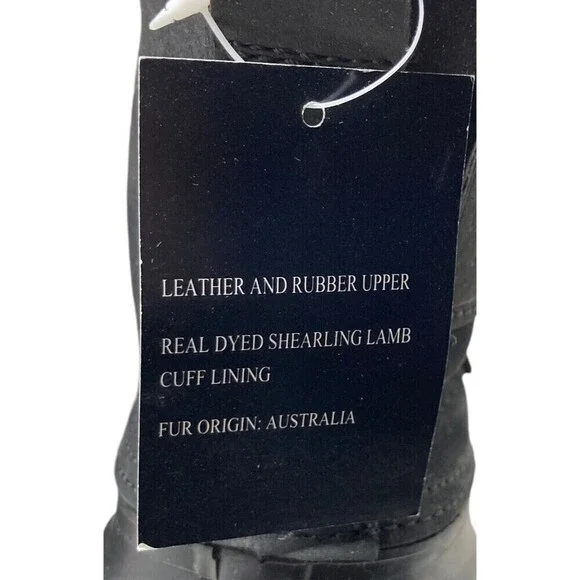 LEATHER AND RUBBER UPPER
REAL DYED SHEARLING LAMB
CUFF LINING
FUR ORIGIN: AUSTRALIA